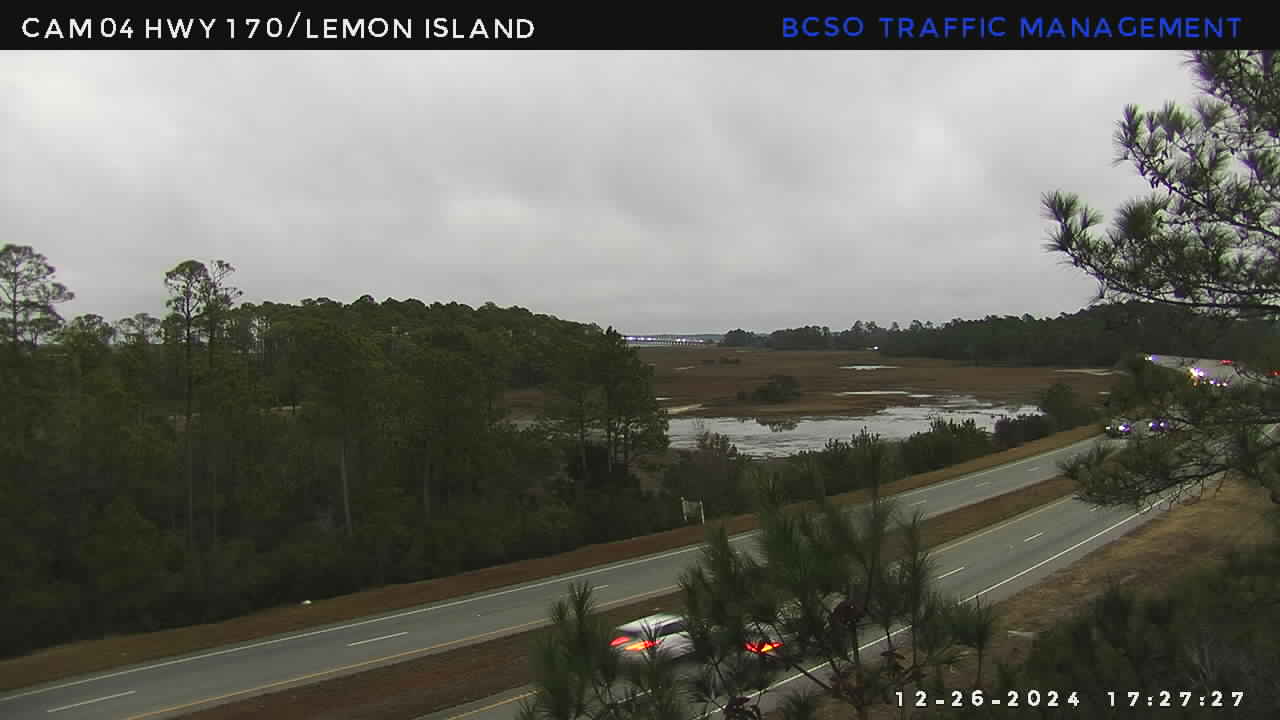 CAM04 HWY 170/LEMON ISLAND
BCSO TRAFFIC MANAGEMENT
12-26-2024 17:27:27